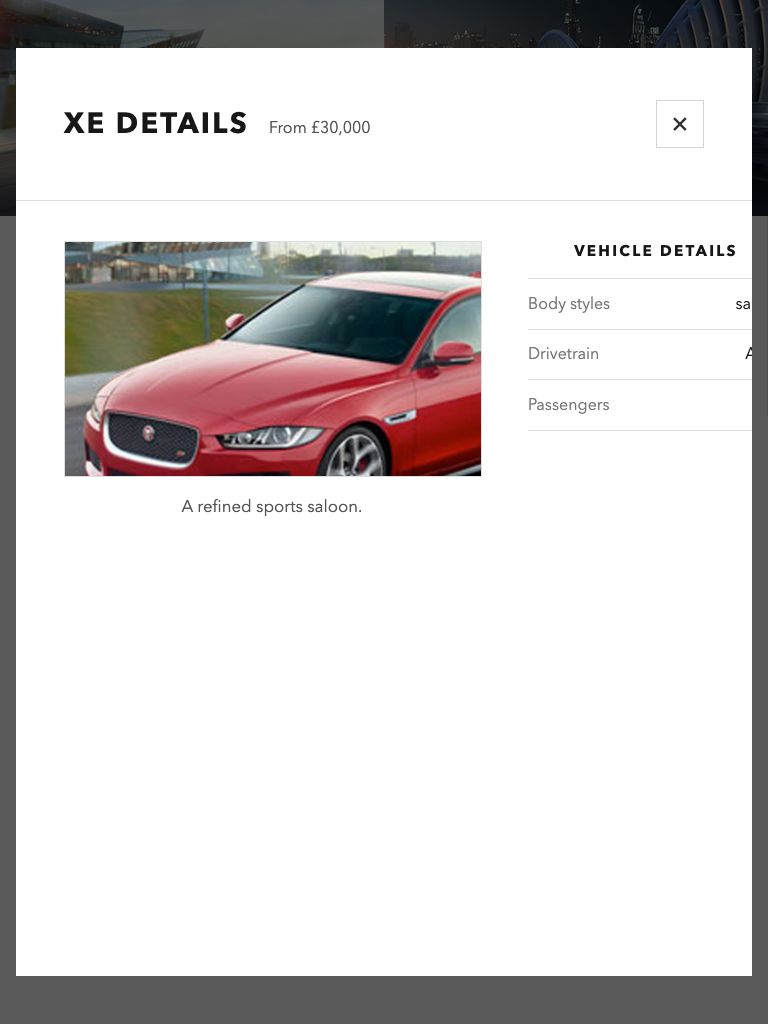 XE DETAILS From £30,000
VEHICLE DETAILS
Body styles
Drivetrain
Passengers
A refined sports saloon.